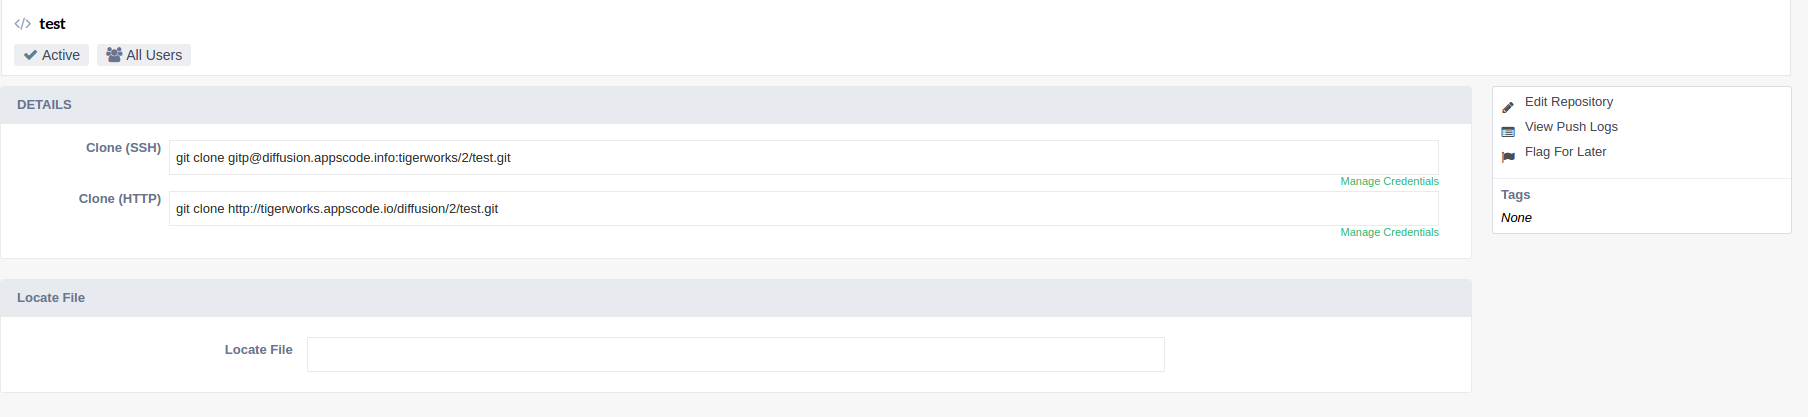 test
Active All Users
DETAILS
Clone (SSH) git clone gitp@diffusion.appscode.info:tigerworks/2/test.git
Manage Credentials
Clone (HTTP) git clone http://tigerworks.appscode.io/diffusion/2/test.git
Manage Credentials
Locate File
Locate File
Edit Repository
View Push Logs
Flag For Later
Tags
None